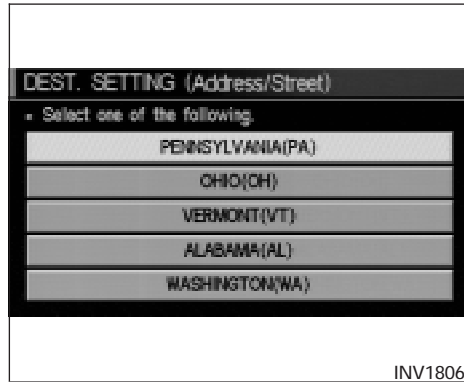 DEST. SETTING (Address/Street)
Select one of the following.
PENNSYLVANIA(PA)
OHIO(OH)
VERMONT(VT)
ALABAMA(AL)
WASHINGTON(WA)
INV1806